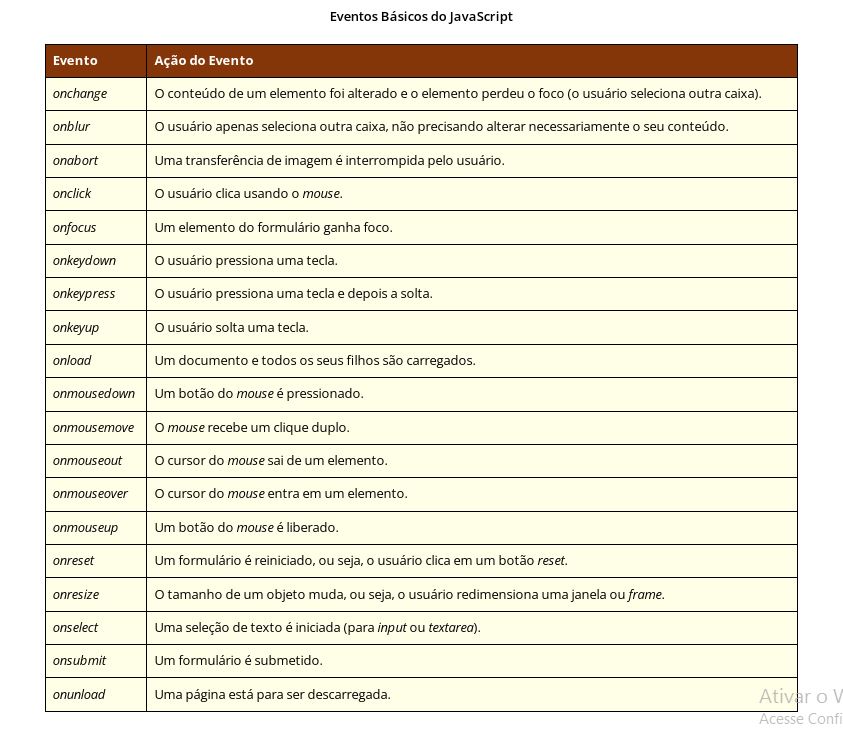 Eventos Básicos do JavaScript
Evento Ação do Evento
onchange O conteúdo de um elemento foi alterado e o elemento perdeu o foco (o usuário seleciona outra caixa).
onblur O usuário apenas seleciona outra caixa, não precisando alterar necessariamente o seu conteúdo.
onabort Uma transferência de imagem é interrompida pelo usuário.
onclick O usuário clica usando o mouse.
onfocus Um elemento do formulário ganha foco.
onkeydown O usuário pressiona uma tecla.
onkeypress O usuário pressiona uma tecla e depois a solta.
onkeyup O usuário solta uma tecla.
onload Um documento e todos os seus filhos são carregados.
onmousedown Um botão do mouse é pressionado.
onmousemove O mouse recebe um clique duplo.
onmouseout O cursor do mouse sai de um elemento.
onmouseover O cursor do mouse entra em um elemento.
onmouseup Um botão do mouse é liberado.
onreset Um formulário é reiniciado, ou seja, o usuário clica em um botão reset.
onresize O tamanho de um objeto muda, ou seja, o usuário redimensiona uma janela ou frame.
onselect Uma seleção de texto é iniciada (para input ou textarea).
onsubmit Um formulário é submetido.
onunload Uma página está para ser descarregada.
Ativar o W
Acesse Confi